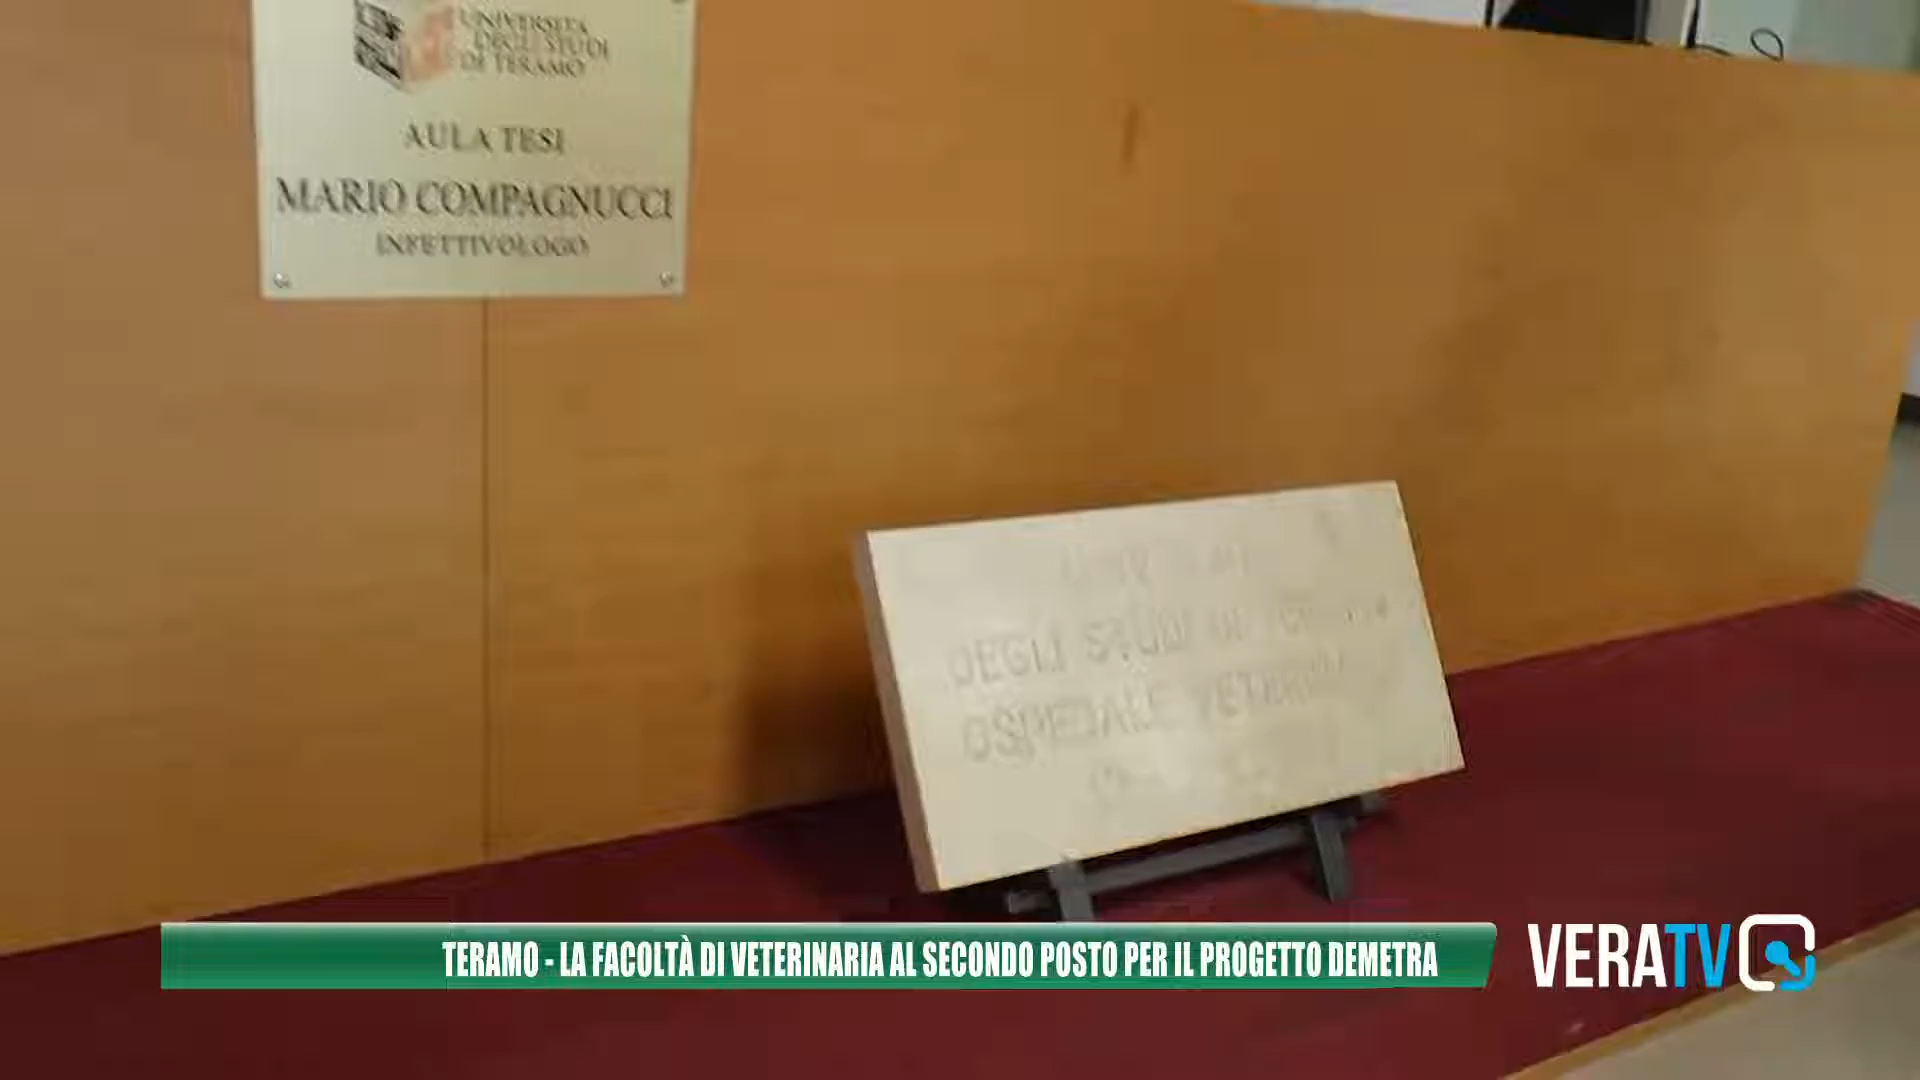 UNIVERSITÀ
DEGLI STUDI
DI TERAMO
AULA TESI
MARIO COMPAGNUCCI
INFETTIVOLOGO
DEGLI STUDI DI
OSPEDALE
TERAMO - LA FACOLTÀ DI VETERINARIA AL SECONDO POSTO PER IL PROGETTO DEMETRA
VERATV